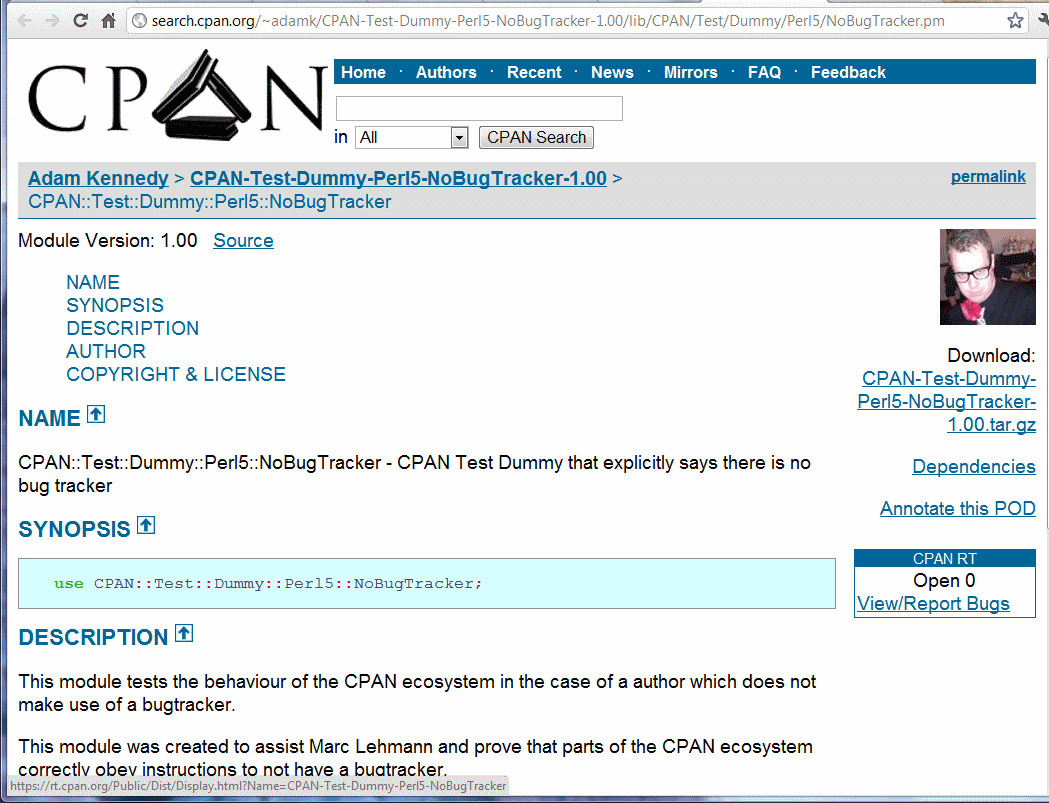 search.cpan.org/~adamk/CPAN-Test-Dummy-Perl5-NoBugTracker-1.00/lib/CPAN/Test/Dummy/Perl5/NoBugTracker.pm
CPAN
Home · Authors · Recent · News · Mirrors · FAQ · Feedback
in All CPAN Search
Adam Kennedy > CPAN-Test-Dummy-Perl5-NoBugTracker-1.00 >
permalink
CPAN::Test::Dummy::Perl5::NoBugTracker
Module Version: 1.00 Source
NAME
SYNOPSIS
DESCRIPTION
AUTHOR
COPYRIGHT & LICENSE
Download:
CPAN-Test-Dummy-
Perl5-NoBugTracker-
1.00.tar.gz
Dependencies
Annotate this POD
CPAN RT
Open 0
View/Report Bugs
NAME
CPAN::Test::Dummy::Perl5::NoBugTracker - CPAN Test Dummy that explicitly says there is no
bug tracker
SYNOPSIS
use CPAN::Test::Dummy::Perl5::NoBugTracker;
DESCRIPTION
This module tests the behaviour of the CPAN ecosystem in the case of a author which does not
make use of a bugtracker.
This module was created to assist Marc Lehmann and prove that parts of the CPAN ecosystem
correctly obey instructions to not have a bugtracker.
https://rt.cpan.org/Public/Dist/Display.html?Name=CPAN-Test-Dummy-Perl5-NoBugTracker